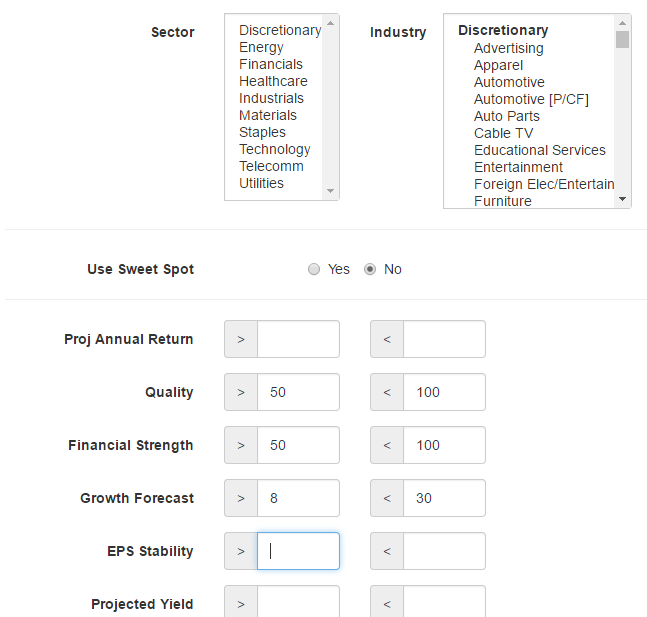 Sector
Discretionary
Energy
Financials
Healthcare
Industrials
Materials
Staples
Technology
Telecomm
Utilities
Industry
Discretionary
Advertising
Apparel
Automotive
Automotive [P/CF]
Auto Parts
Cable TV
Educational Services
Entertainment
Foreign Elec/Entertain
Furniture
Use Sweet Spot Yes No
Proj Annual Return > <
Quality > 50 < 100
Financial Strength > 50 < 100
Growth Forecast > 8 < 30
EPS Stability > <
Projected Yield > <